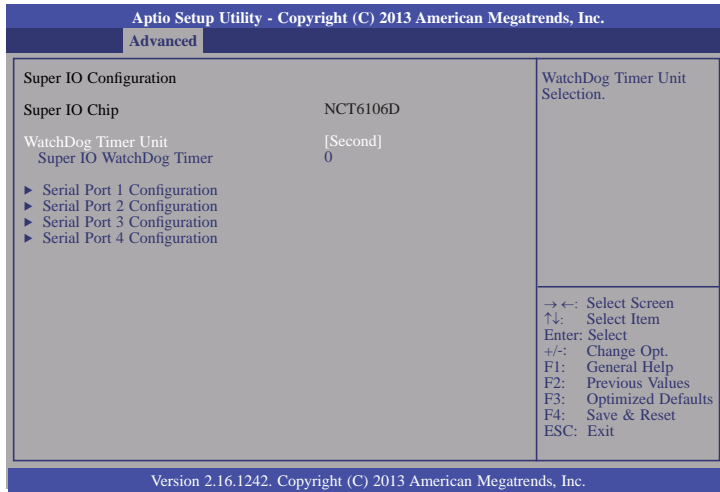 Aptio Setup Utility - Copyright (C) 2013 American Megatrends, Inc.
Advanced
Super IO Configuration
Super IO Chip NCT6106D
WatchDog Timer Unit [Second]
Super IO WatchDog Timer 0
► Serial Port 1 Configuration
► Serial Port 2 Configuration
► Serial Port 3 Configuration
► Serial Port 4 Configuration
WatchDog Timer Unit
Selection.
→←: Select Screen
↑↓: Select Item
Enter: Select
+/-: Change Opt.
F1: General Help
F2: Previous Values
F3: Optimized Defaults
F4: Save & Reset
ESC: Exit
Version 2.16.1242. Copyright (C) 2013 American Megatrends, Inc.